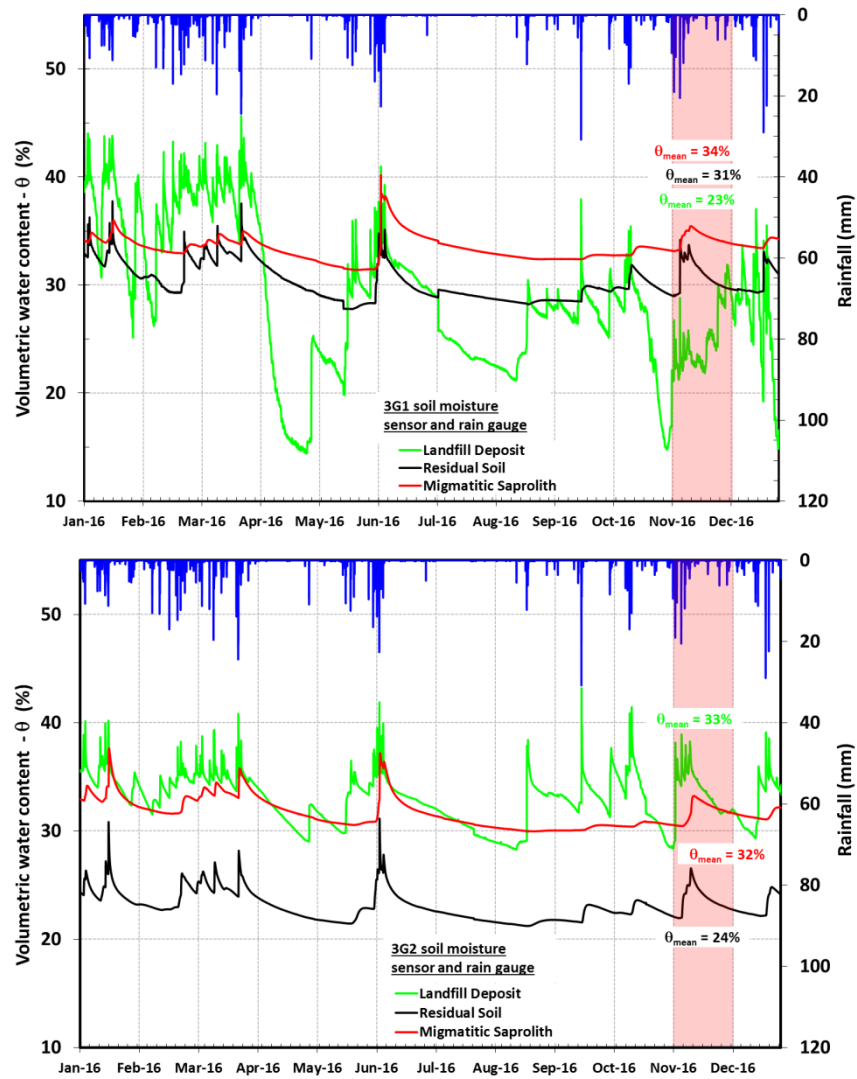 50
40
30
20
10
Volumetric water content - θ (%)
0
20
40
60
80
100
120
Rainfall (mm)
θmean = 34%
θmean = 31%
θmean = 23%
3G1 soil moisture
sensor and rain gauge
Landfill Deposit
Residual Soil
Migmatitic Saprolith
Jan-16 Feb-16 Mar-16 Apr-16 May-16 Jun-16 Jul-16 Aug-16 Sep-16 Oct-16 Nov-16 Dec-16
50
40
30
20
10
Volumetric water content - θ (%)
0
20
40
60
80
100
120
Rainfall (mm)
θmean = 33%
θmean = 32%
θmean = 24%
3G2 soil moisture
sensor and rain gauge
Landfill Deposit
Residual Soil
Migmatitic Saprolith
Jan-16 Feb-16 Mar-16 Apr-16 May-16 Jun-16 Jul-16 Aug-16 Sep-16 Oct-16 Nov-16 Dec-16